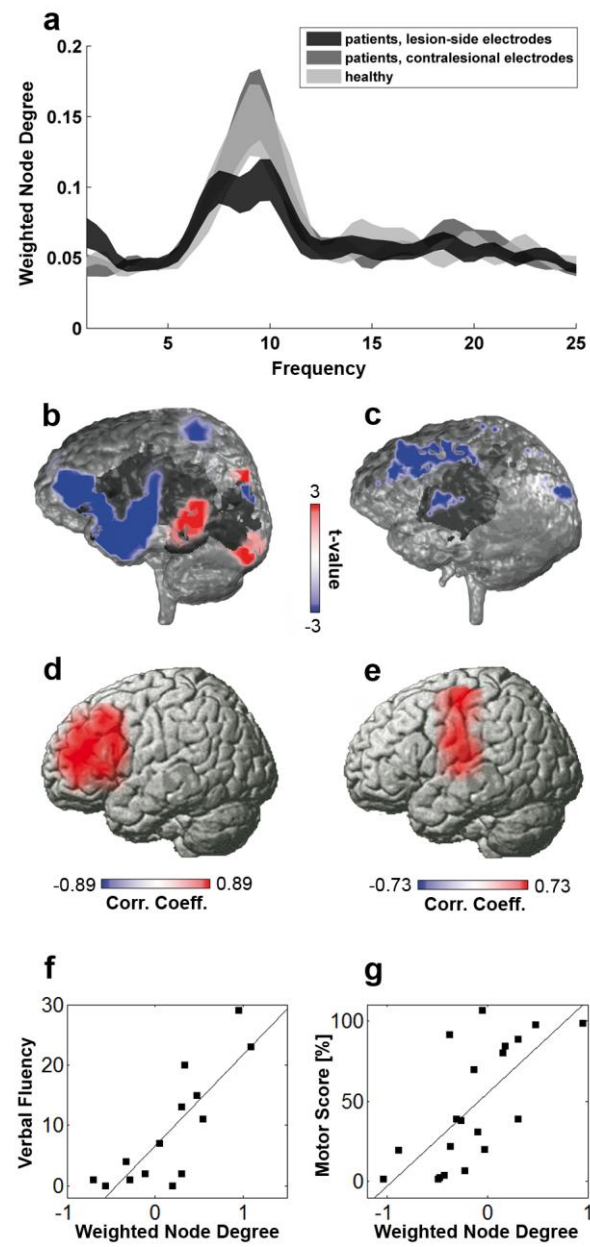 a
patients, lesion-side electrodes
patients, contralesional electrodes
healthy
Weighted Node Degree
0.2
0.15
0.1
0.05
0
5 10 15 20 25
Frequency
b
c
3
t-value
-3
d
e
-0.89 0.89
Corr. Coeff.
-0.73 0.73
Corr. Coeff.
f
Verbal Fluency
30
20
10
0
-1 0 1
Weighted Node Degree
g
Motor Score [%]
100
50
0
-1 0 1
Weighted Node Degree